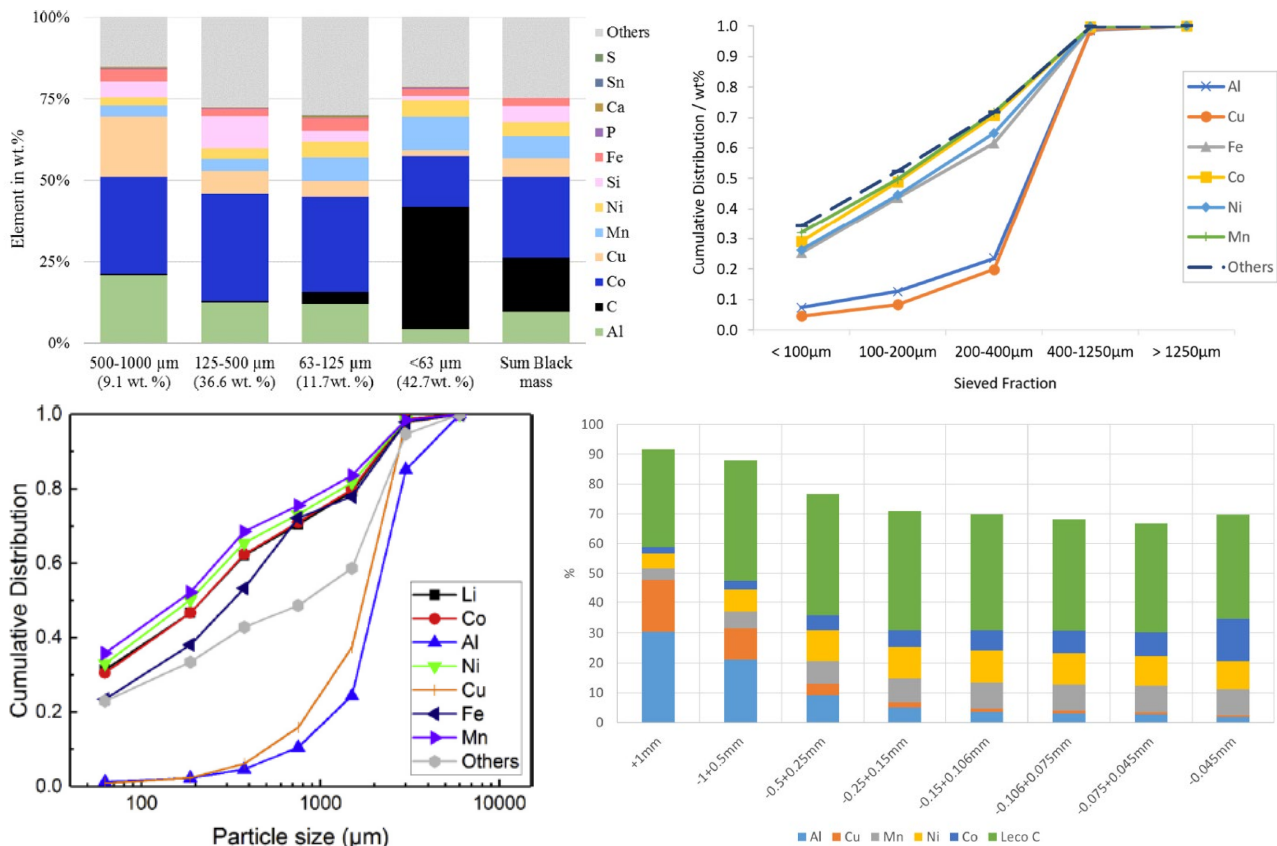 100%
75%
50%
25%
0%
Element in wt.%
500-1000 µm
(9.1 wt. %)
125-500 µm
(36.6 wt. %)
63-125 µm
(11.7wt. %)
<63 µm
(42.7wt. %)
Sum Black
mass
Others
S
Sn
Ca
P
Fe
Si
Ni
Mn
Cu
Co
C
Al
1.0
0.9
0.8
0.7
0.6
0.5
0.4
0.3
0.2
0.1
0.0
Cumulative Distribution / wt%
< 100µm
100-200µm
200-400µm
400-1250µm
> 1250µm
Sieved Fraction
Al
Cu
Fe
Co
Ni
Mn
Others
1.0
0.8
0.6
0.4
0.2
0.0
Cumulative Distribution
100
1000
10000
Particle size (µm)
Li
Co
Al
Ni
Cu
Fe
Mn
Others
100
90
80
70
60
50
40
30
20
10
0
%
+1mm
-1+0.5mm
-0.5+0.25mm
-0.25+0.15mm
-0.15+0.106mm
-0.106+0.075mm
-0.075+0.045mm
-0.045mm
Al Cu Mn Ni Co Leco C